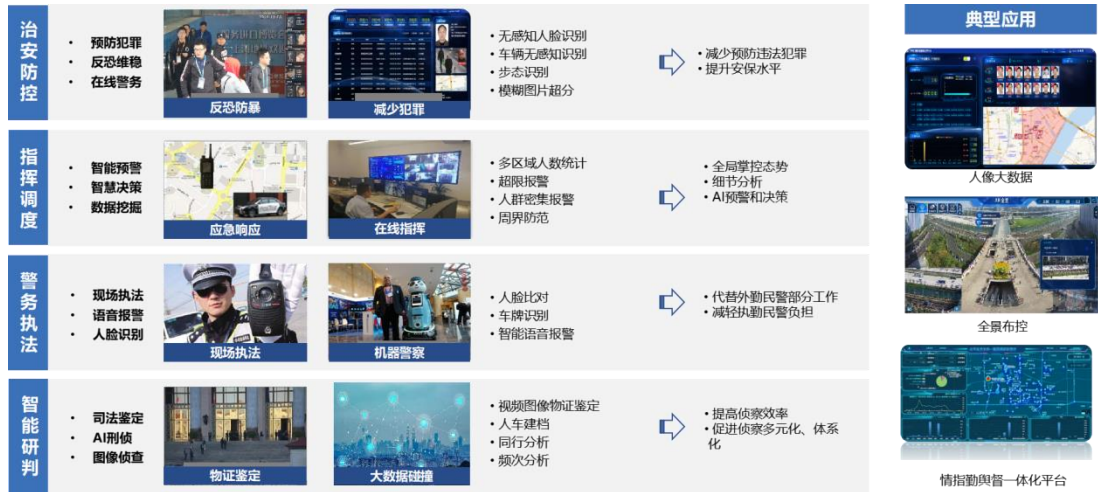 治安防控
• 预防犯罪
• 反恐维稳
• 在线警务
反恐防暴
减少犯罪
• 无感知人脸识别
• 车辆无感知识别
• 步态识别
• 模糊图片超分
• 减少预防违法犯罪
• 提升安保水平
指挥调度
• 智能预警
• 智慧决策
• 数据挖掘
应急响应
在线指挥
• 多区域人数统计
• 超限报警
• 人群密集报警
• 周界防范
• 全局掌控态势
• 细节分析
• AI预警和决策
警务执法
• 现场执法
• 语音报警
• 人脸识别
现场执法
机器警察
• 人脸比对
• 车牌识别
• 智能语音报警
• 代替外勤民警部分工作
• 减轻执勤民警负担
智能研判
• 司法鉴定
• AI刑侦
• 图像侦查
物证鉴定
大数据碰撞
• 视频图像物证鉴定
• 人车建档
• 同行分析
• 频次分析
• 提高侦察效率
• 促进侦察多元化、体系
化
典型应用
人像大数据
全景布控
情指勤舆督一体化平台